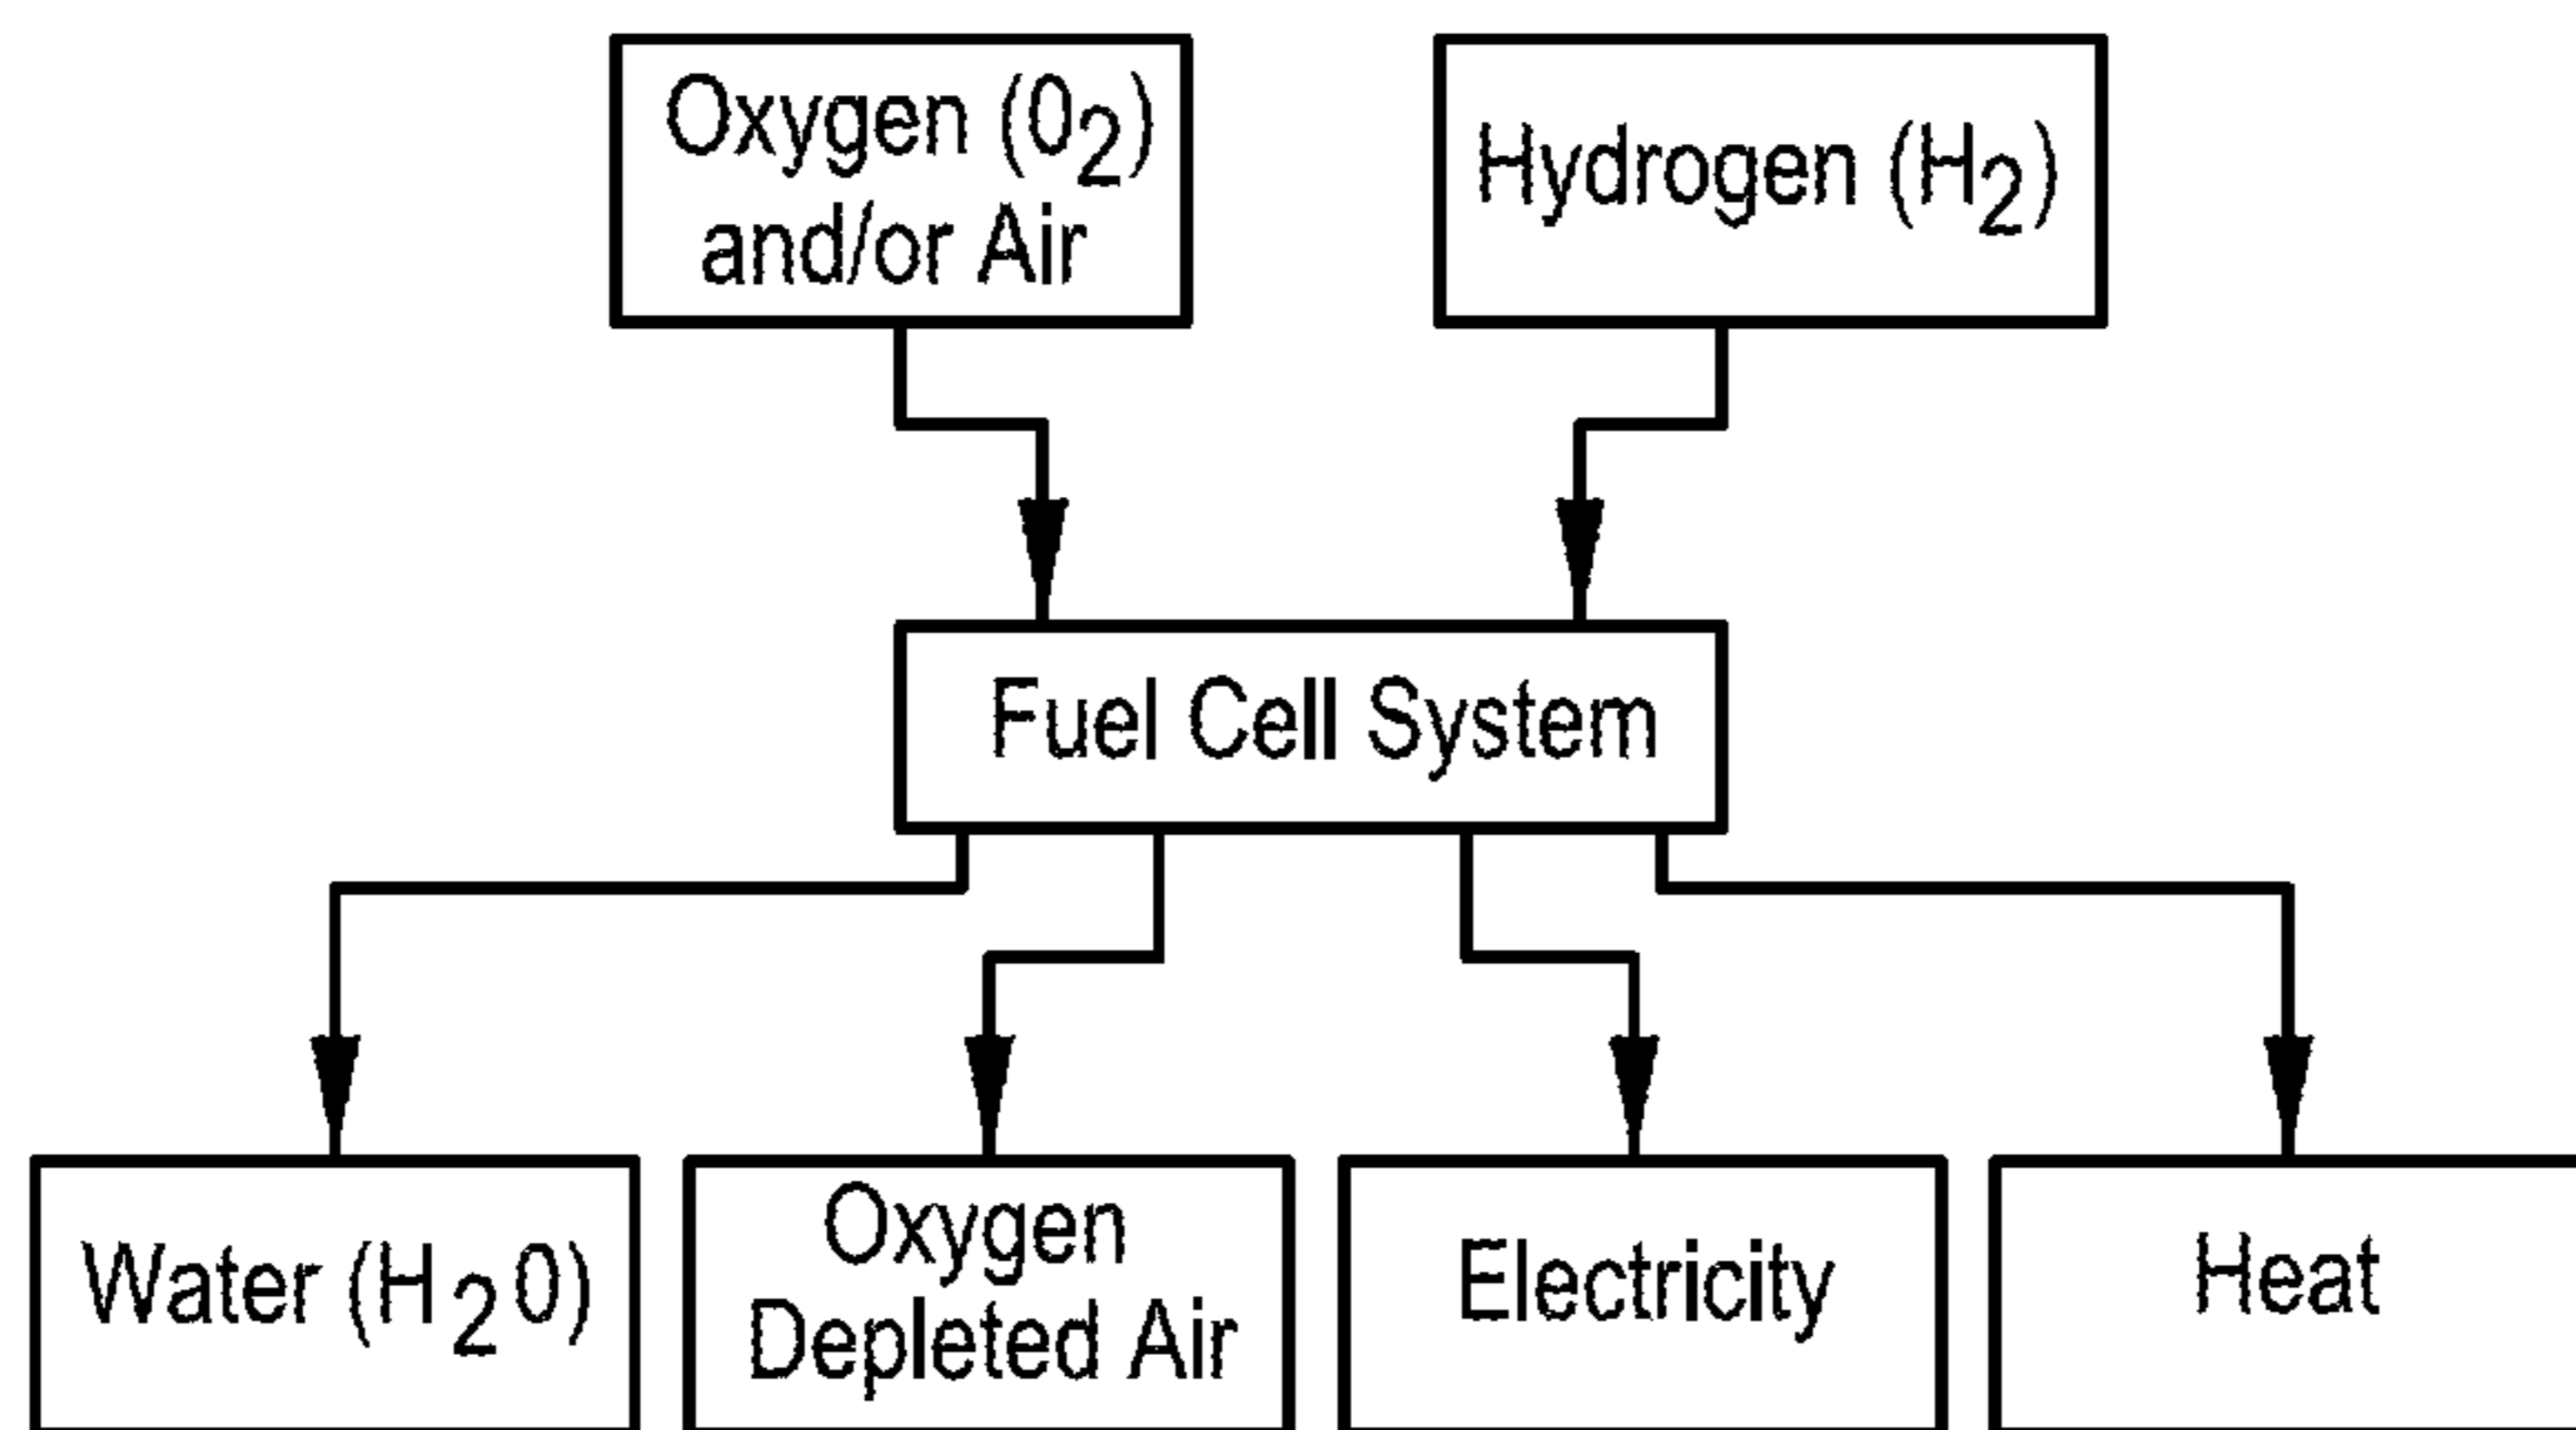 Oxygen (0₂)
and/or Air
Hydrogen (H₂)
Fuel Cell System
Water (H₂0)
Oxygen
Depleted Air
Electricity
Heat